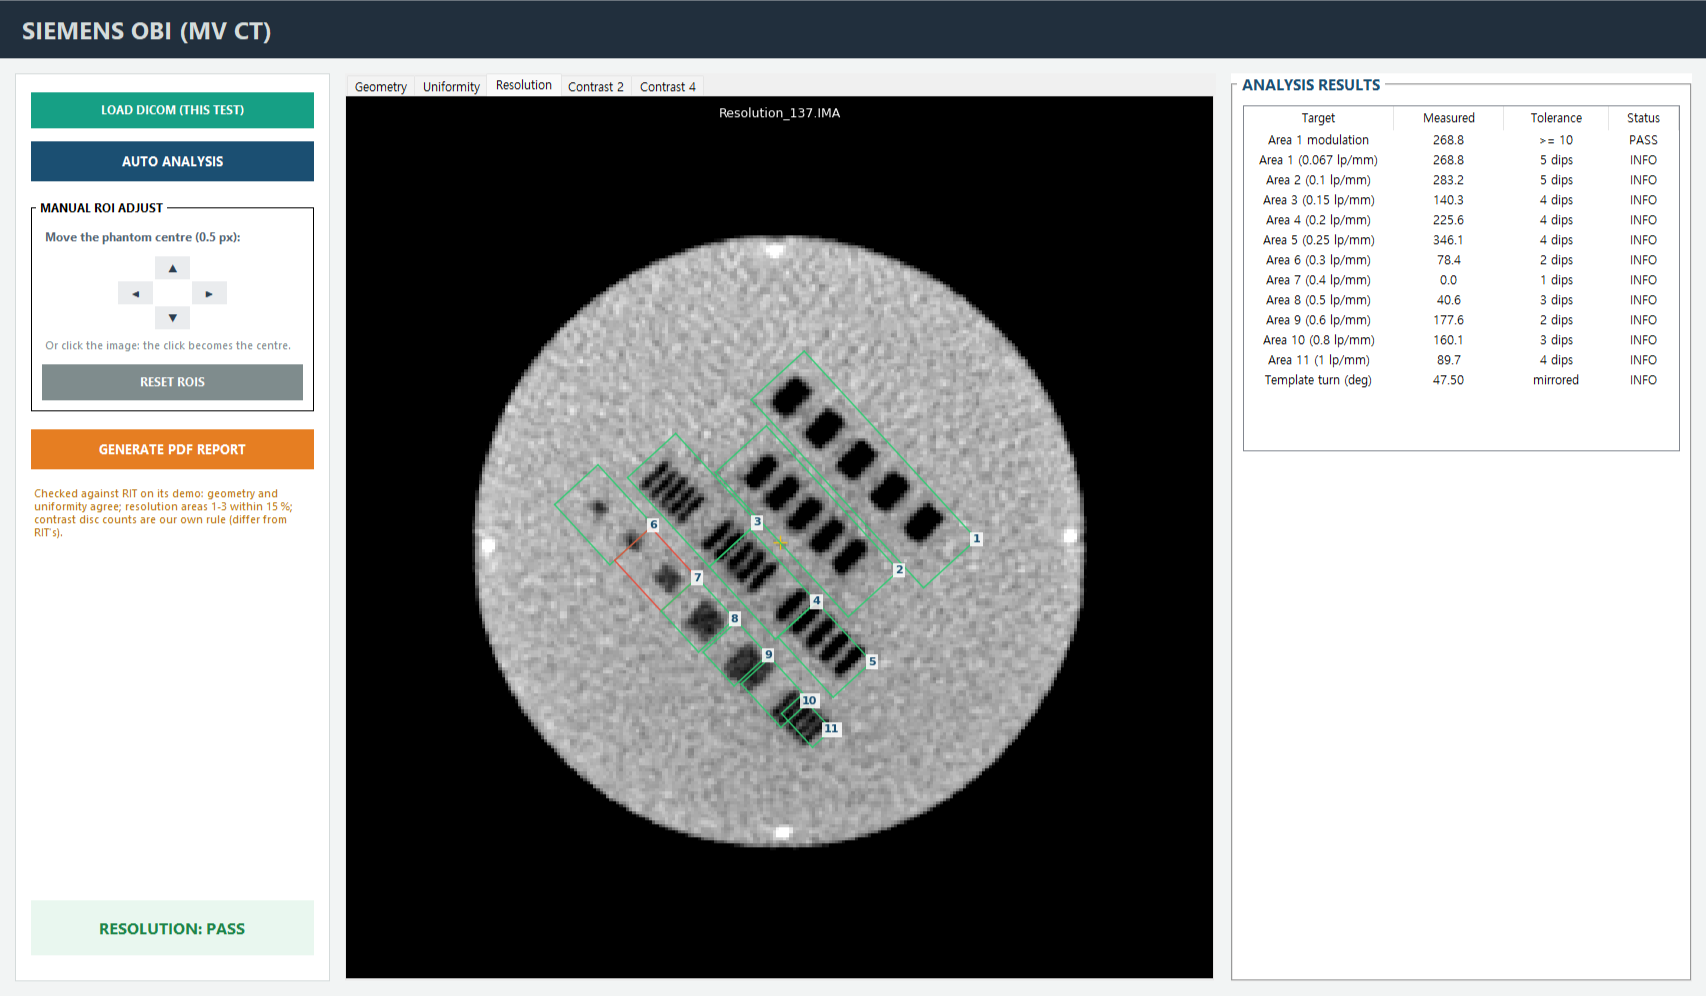 SIEMENS OBI (MV CT)
LOAD DICOM (THIS TEST)
AUTO ANALYSIS
MANUAL ROI ADJUST
Move the phantom centre (0.5 px):
▲
◄ ►
▼
Or click the image: the click becomes the centre.
RESET ROIS
GENERATE PDF REPORT
Checked against RIT on its demo: geometry and
uniformity agree; resolution areas 1-3 within 15 %;
contrast disc counts are our own rule (differ from
RIT's).
RESOLUTION: PASS
Geometry Uniformity Resolution Contrast 2 Contrast 4
Resolution_137.IMA
1
2
3
4
5
6
7
8
9
10
11
ANALYSIS RESULTS
Target Measured Tolerance Status
Area 1 modulation 268.8 >= 10 PASS
Area 1 (0.067 lp/mm) 268.8 5 dips INFO
Area 2 (0.1 lp/mm) 283.2 5 dips INFO
Area 3 (0.15 lp/mm) 140.3 4 dips INFO
Area 4 (0.2 lp/mm) 225.6 4 dips INFO
Area 5 (0.25 lp/mm) 346.1 4 dips INFO
Area 6 (0.3 lp/mm) 78.4 2 dips INFO
Area 7 (0.4 lp/mm) 0.0 1 dips INFO
Area 8 (0.5 lp/mm) 40.6 3 dips INFO
Area 9 (0.6 lp/mm) 177.6 2 dips INFO
Area 10 (0.8 lp/mm) 160.1 3 dips INFO
Area 11 (1 lp/mm) 89.7 4 dips INFO
Template turn (deg) 47.50 mirrored INFO